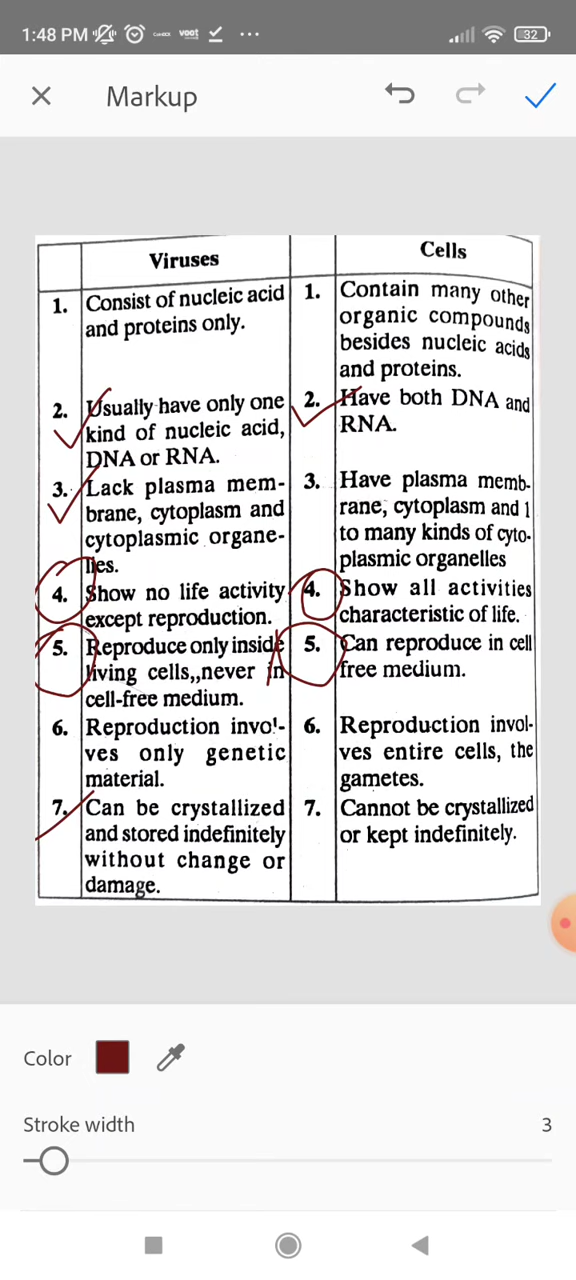 1:48 PM voot ...
32
Markup
Viruses Cells
1. Consist of nucleic acid 1. Contain many other
and proteins only. organic compounds
besides nucleic acids
and proteins.
2. Usually have only one 2. Have both DNA and
kind of nucleic acid, RNA.
DNA or RNA.
3. Lack plasma mem- 3. Have plasma memb-
brane, cytoplasm and rane, cytoplasm and 1
cytoplasmic organe- to many kinds of cyto-
lles. plasmic organelles
4. Show no life activity 4. Show all activities
except reproduction. characteristic of life.
5. Reproduce only inside 5. Can reproduce in cell
living cells,,never in free medium.
cell-free medium.
6. Reproduction invol- 6. Reproduction invol-
ves only genetic ves entire cells, the
material. gametes.
7. Can be crystallized 7. Cannot be crystallized
and stored indefinitely or kept indefinitely.
without change or
damage.
Color
Stroke width 3